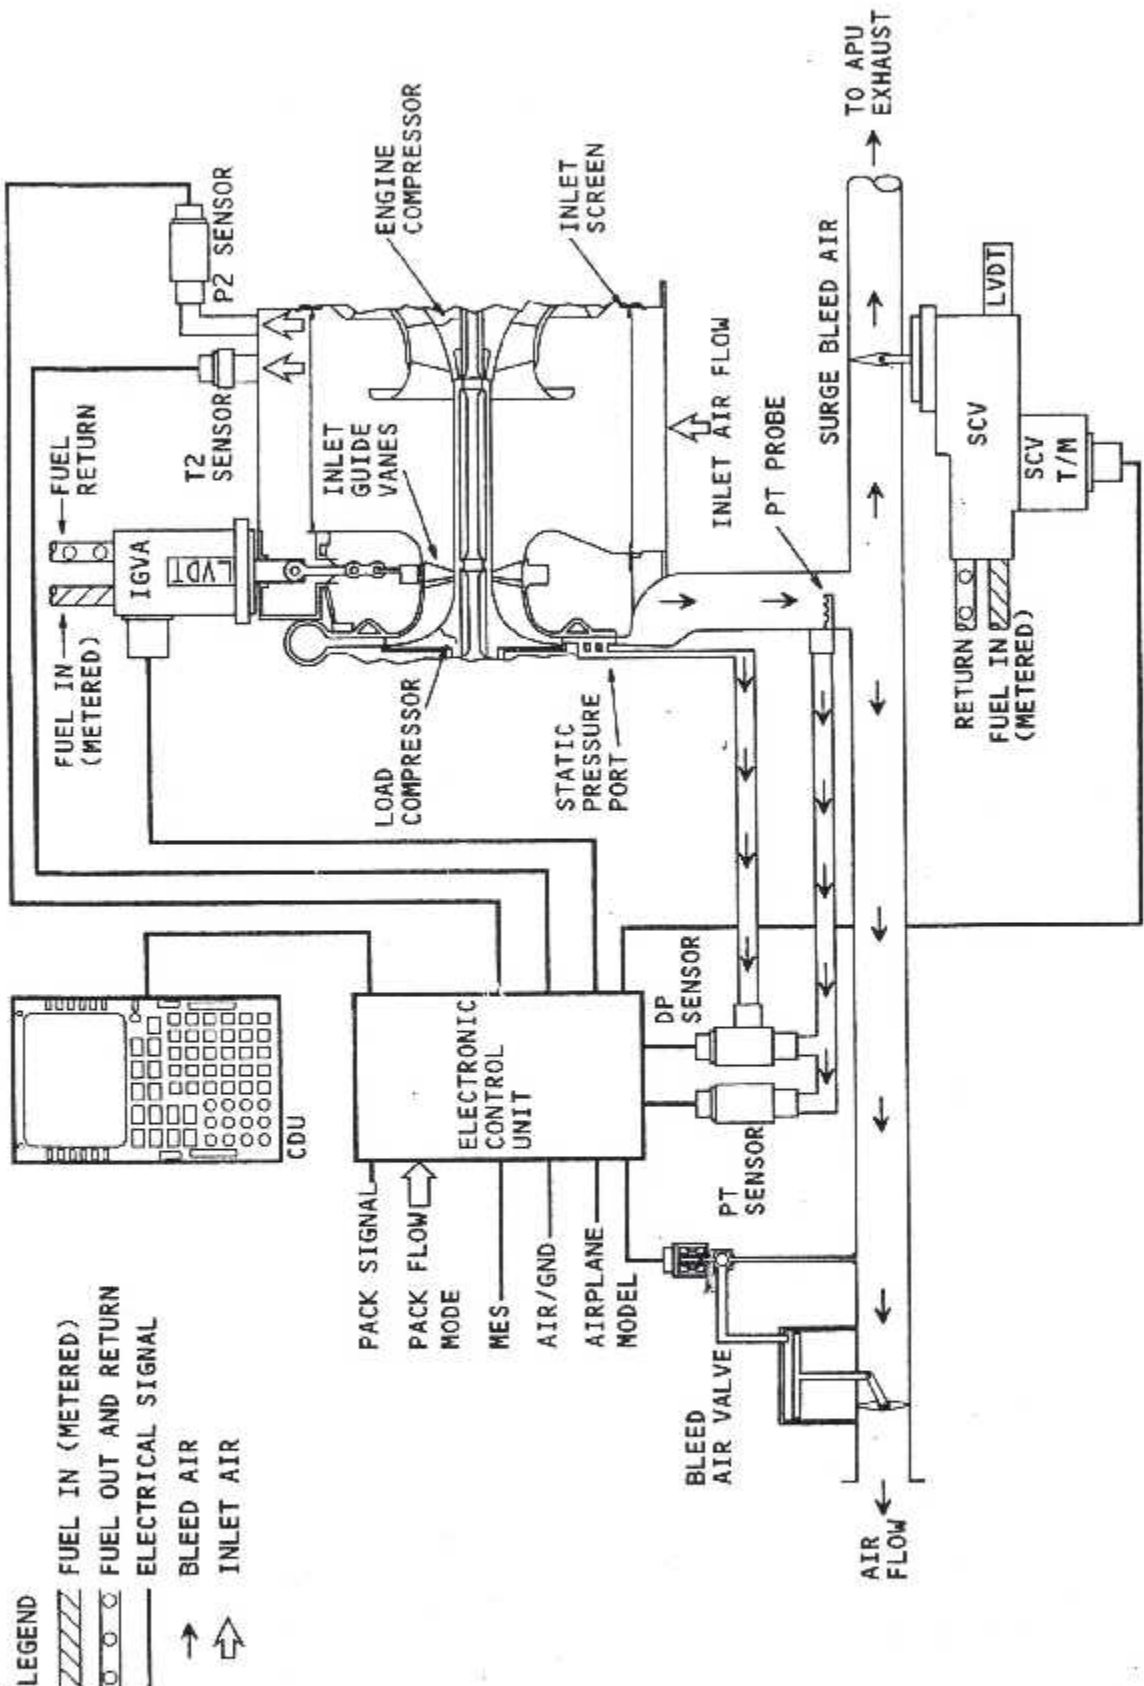 LEGEND
FUEL IN (METERED)
FUEL OUT AND RETURN
ELECTRICAL SIGNAL
BLEED AIR
INLET AIR
CDU
PACK SIGNAL
PACK FLOW
MODE
MES
AIR/GND
AIRPLANE
MODEL
ELECTRONIC
CONTROL
UNIT
FUEL IN
(METERED)
FUEL
RETURN
IGVA
LVDT
T2
SENSOR
P2 SENSOR
INLET
GUIDE
VANES
ENGINE
COMPRESSOR
LOAD
COMPRESSOR
INLET
SCREEN
STATIC
PRESSURE
PORT
INLET AIR FLOW
PT PROBE
DP
SENSOR
PT
SENSOR
BLEED
AIR VALVE
SURGE BLEED AIR
TO APU
EXHAUST
AIR
FLOW
RETURN
FUEL IN
(METERED)
SCV
LVDT
SCV
T/M